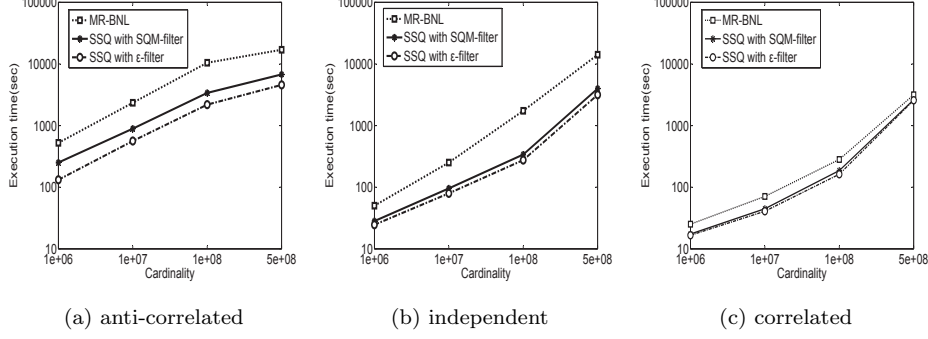 100000
10000
1000
100
10
Execution time(sec)
MR-BNL
SSQ with SQM-filter
SSQ with ε-filter
1e+06 1e+07 1e+08 5e+08
Cardinality
(a) anti-correlated
100000
10000
1000
100
10
Execution time(sec)
MR-BNL
SSQ with SQM-filter
SSQ with ε-filter
1e+06 1e+07 1e+08 5e+08
Cardinality
(b) independent
100000
10000
1000
100
10
Execution time(sec)
MR-BNL
SSQ with SQM-filter
SSQ with ε-filter
1e+06 1e+07 1e+08 5e+08
Cardinality
(c) correlated